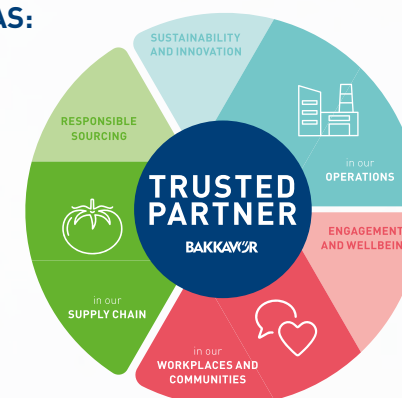 AS:
SUSTAINABILITY
AND INNOVATION
RESPONSIBLE
SOURCING
in our
OPERATIONS
TRUSTED
PARTNER
BAKKAVÖR
ENGAGEMENT
AND WELLBEIN
in our
SUPPLY CHAIN
in our
WORKPLACES AND
COMMUNITIES